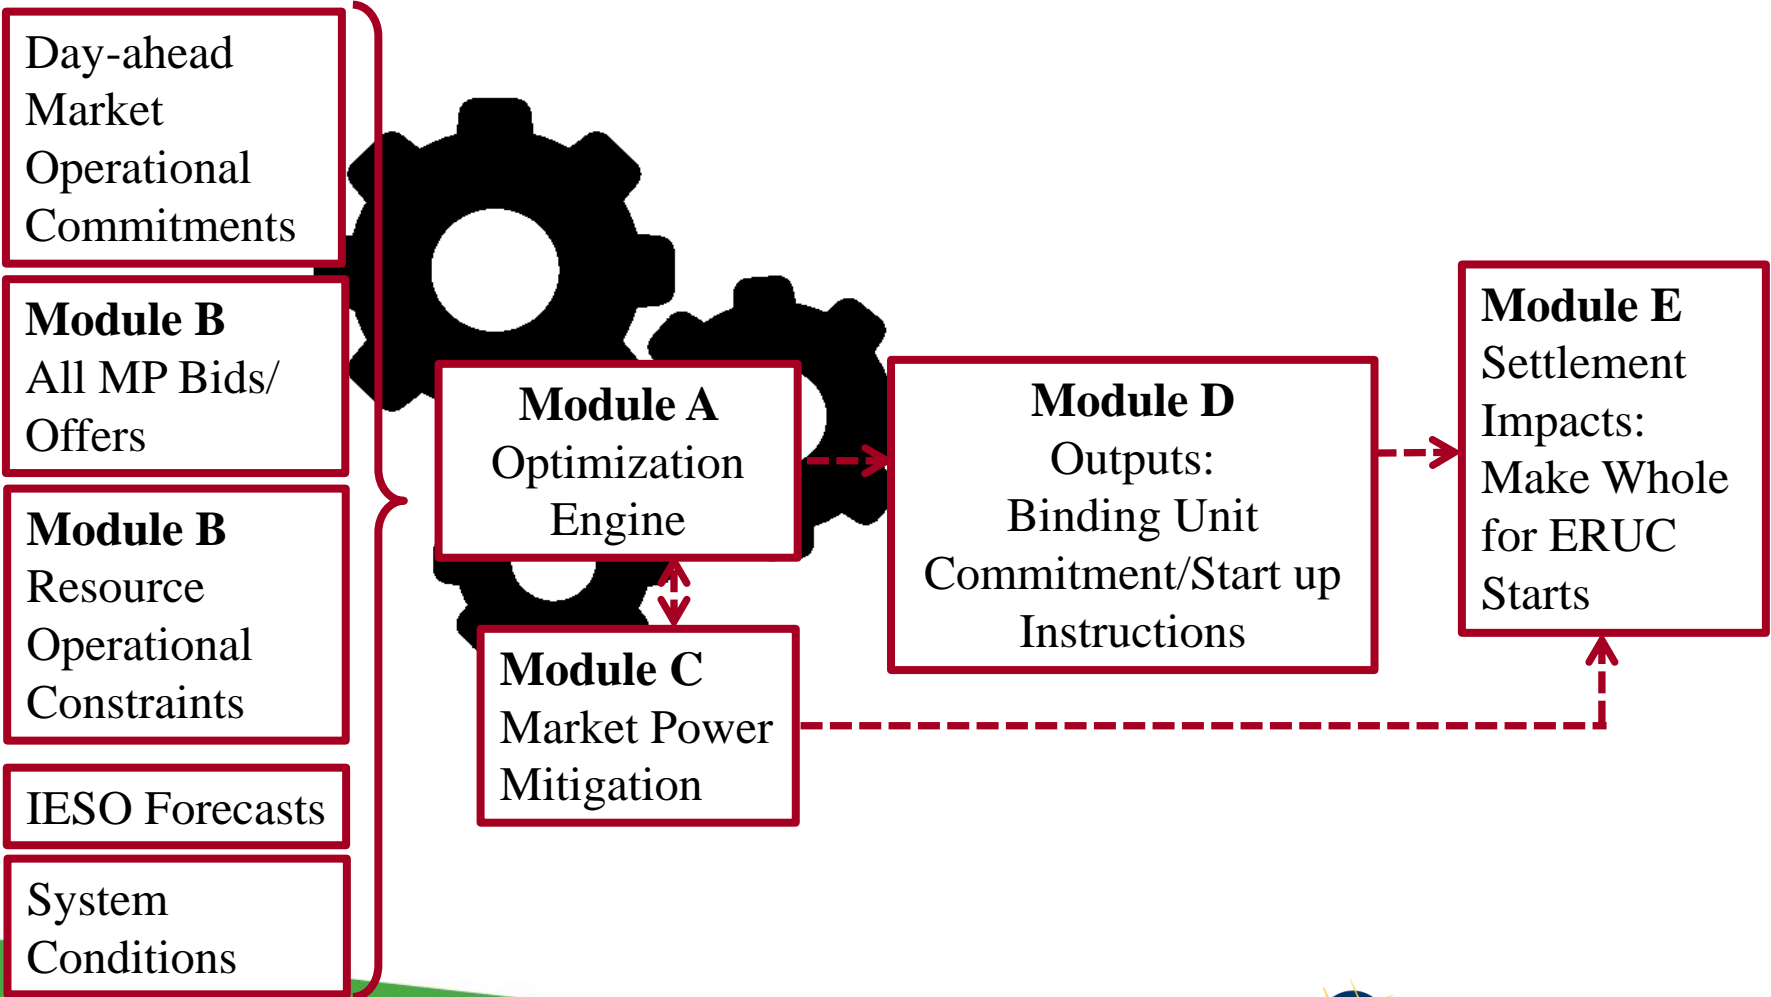 Day-ahead
Market
Operational
Commitments
Module B
All MP Bids/
Offers
Module B
Resource
Operational
Constraints
IESO Forecasts
System
Conditions
Module A
Optimization
Engine
Module C
Market Power
Mitigation
Module D
Outputs:
Binding Unit
Commitment/Start up
Instructions
Module E
Settlement
Impacts:
Make Whole
for ERUC
Starts